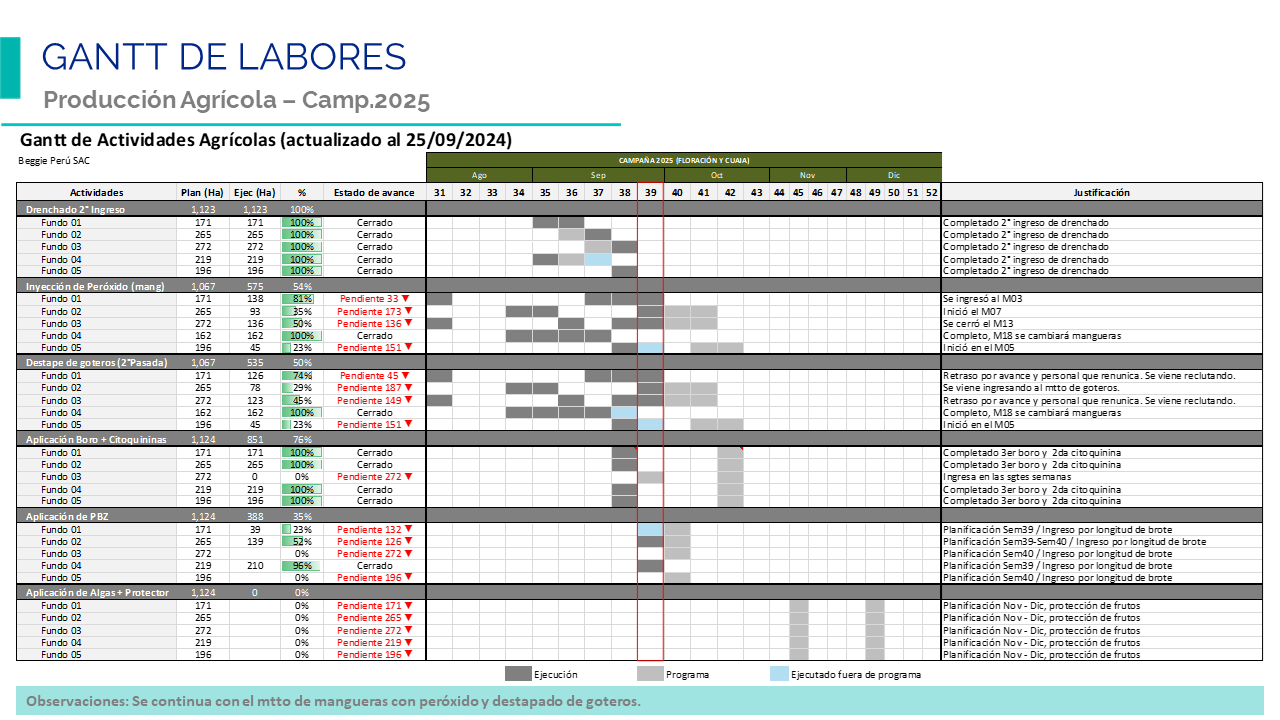 GANTT DE LABORES
Producción Agrícola – Camp.2025
Gantt de Actividades Agrícolas (actualizado al 25/09/2024)
Beggie Perú SAC
CAMPAÑA 2025 (FLORACIÓN Y CUAJA)
Ago Sep Oct Nov Dic
Actividades Plan (Ha) Ejec (Ha) % Estado de avance 31 32 33 34 35 36 37 38 39 40 41 42 43 44 45 46 47 48 49 50 51 52 Justificación
Drenchado 2° Ingreso 1,123 1,123 100%
Fundo 01 171 171 100% Cerrado Completado 2° ingreso de drenchado
Fundo 02 265 265 100% Cerrado Completado 2° ingreso de drenchado
Fundo 03 272 272 100% Cerrado Completado 2° ingreso de drenchado
Fundo 04 219 219 100% Cerrado Completado 2° ingreso de drenchado
Fundo 05 196 196 100% Cerrado Completado 2° ingreso de drenchado
Inyección de Peróxido (mang) 1,067 575 54%
Fundo 01 171 138 81% Pendiente 33 ▼ Se ingresó al M03
Fundo 02 265 93 35% Pendiente 173 ▼ Inició el M07
Fundo 03 272 136 50% Pendiente 136 ▼ Se cerró el M13
Fundo 04 162 162 100% Cerrado Completo, M18 se cambiará mangueras
Fundo 05 196 45 23% Pendiente 151 ▼ Inició en el M05
Destape de goteros (2°Pasada) 1,067 535 50%
Fundo 01 171 126 74% Pendiente 45 ▼ Retraso por avance y personal que renunica. Se viene reclutando.
Fundo 02 265 78 29% Pendiente 187 ▼ Se viene ingresando al mtto de goteros.
Fundo 03 272 123 45% Pendiente 149 ▼ Retraso por avance y personal que renunica. Se viene reclutando.
Fundo 04 162 162 100% Cerrado Completo, M18 se cambiará mangueras
Fundo 05 196 45 23% Pendiente 151 ▼ Inició en el M05
Aplicación Boro + Citoquininas 1,124 851 76%
Fundo 01 171 171 100% Cerrado Completado 3er boro y 2da citoquinina
Fundo 02 265 265 100% Cerrado Completado 3er boro y 2da citoquinina
Fundo 03 272 0 0% Pendiente 272 ▼ Ingresa en las sgtes semanas
Fundo 04 219 219 100% Cerrado Completado 3er boro y 2da citoquinina
Fundo 05 196 196 100% Cerrado Completado 3er boro y 2da citoquinina
Aplicación de PBZ 1,124 388 35%
Fundo 01 171 39 23% Pendiente 132 ▼ Planificación Sem39 / Ingreso por longitud de brote
Fundo 02 265 139 52% Pendiente 126 ▼ Planificación Sem39-Sem40 / Ingreso por longitud de brote
Fundo 03 272 0% Pendiente 272 ▼ Planificación Sem40 / Ingreso por longitud de brote
Fundo 04 219 210 96% Cerrado Planificación Sem39 / Ingreso por longitud de brote
Fundo 05 196 0% Pendiente 196 ▼ Planificación Sem40 / Ingreso por longitud de brote
Aplicación de Algas + Protector 1,124 0 0%
Fundo 01 171 0% Pendiente 171 ▼ Planificación Nov - Dic, protección de frutos
Fundo 02 265 0% Pendiente 265 ▼ Planificación Nov - Dic, protección de frutos
Fundo 03 272 0% Pendiente 272 ▼ Planificación Nov - Dic, protección de frutos
Fundo 04 219 0% Pendiente 219 ▼ Planificación Nov - Dic, protección de frutos
Fundo 05 196 0% Pendiente 196 ▼ Planificación Nov - Dic, protección de frutos
Ejecución Programa Ejecutado fuera de programa
Observaciones: Se continua con el mtto de mangueras con peróxido y destapado de goteros.